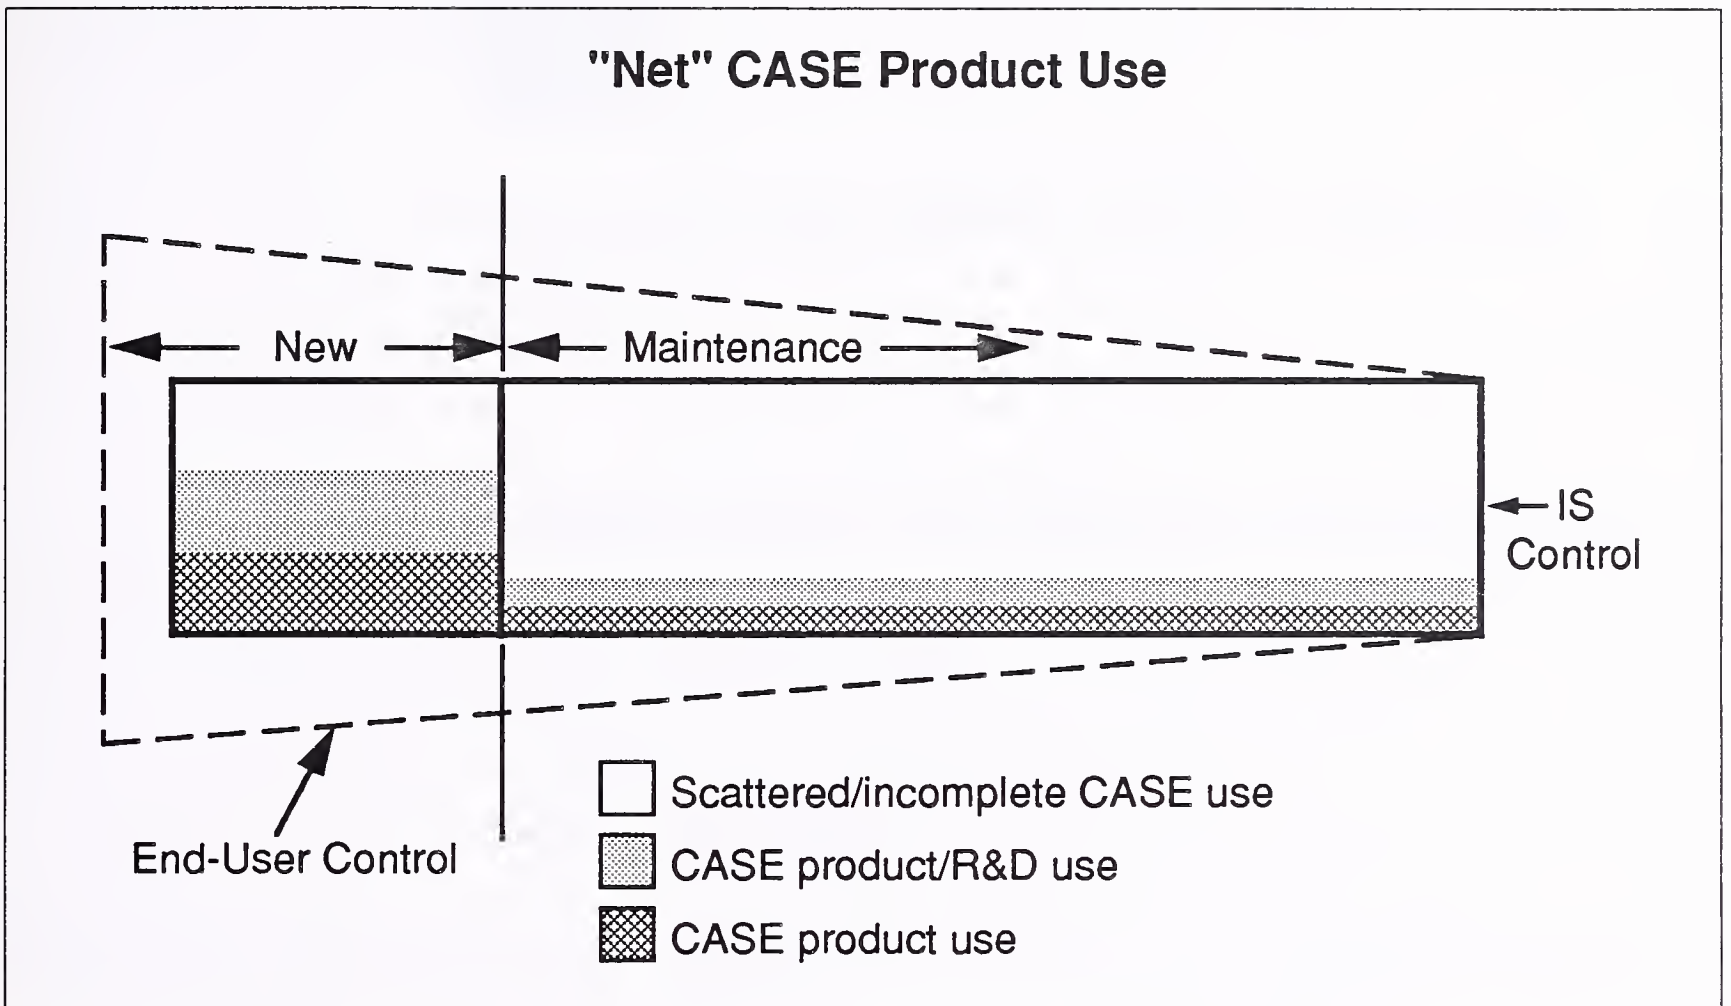 "Net" CASE Product Use
New
Maintenance
IS
Control
End-User Control
Scattered/incomplete CASE use
CASE product/R&D use
CASE product use